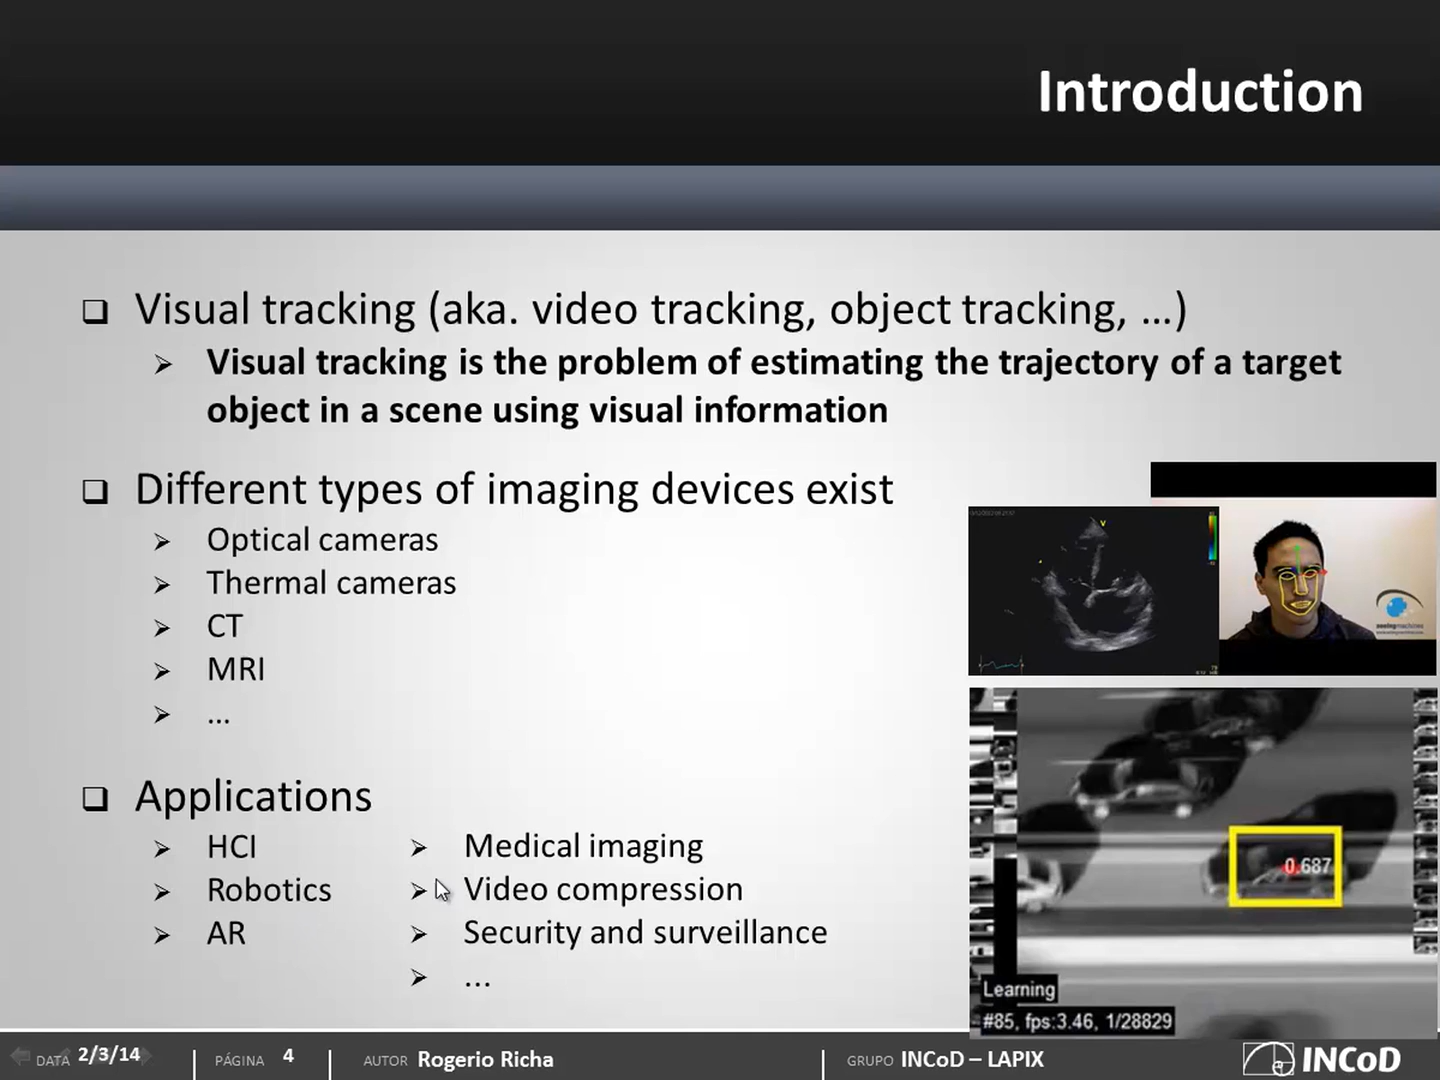 Introduction
Visual tracking (aka. video tracking, object tracking, ...)
Visual tracking is the problem of estimating the trajectory of a target
object in a scene using visual information
Different types of imaging devices exist
Optical cameras
Thermal cameras
CT
MRI
...
Applications
HCI
Robotics
AR
Medical imaging
Video compression
Security and surveillance
...
V
seeingmachines
0.687
Learning
#85, fps:3.46, 1/28829
DATA 2/3/14
PÁGINA 4
AUTOR Rogerio Richa
GRUPO INCoD – LAPIX
INCoD